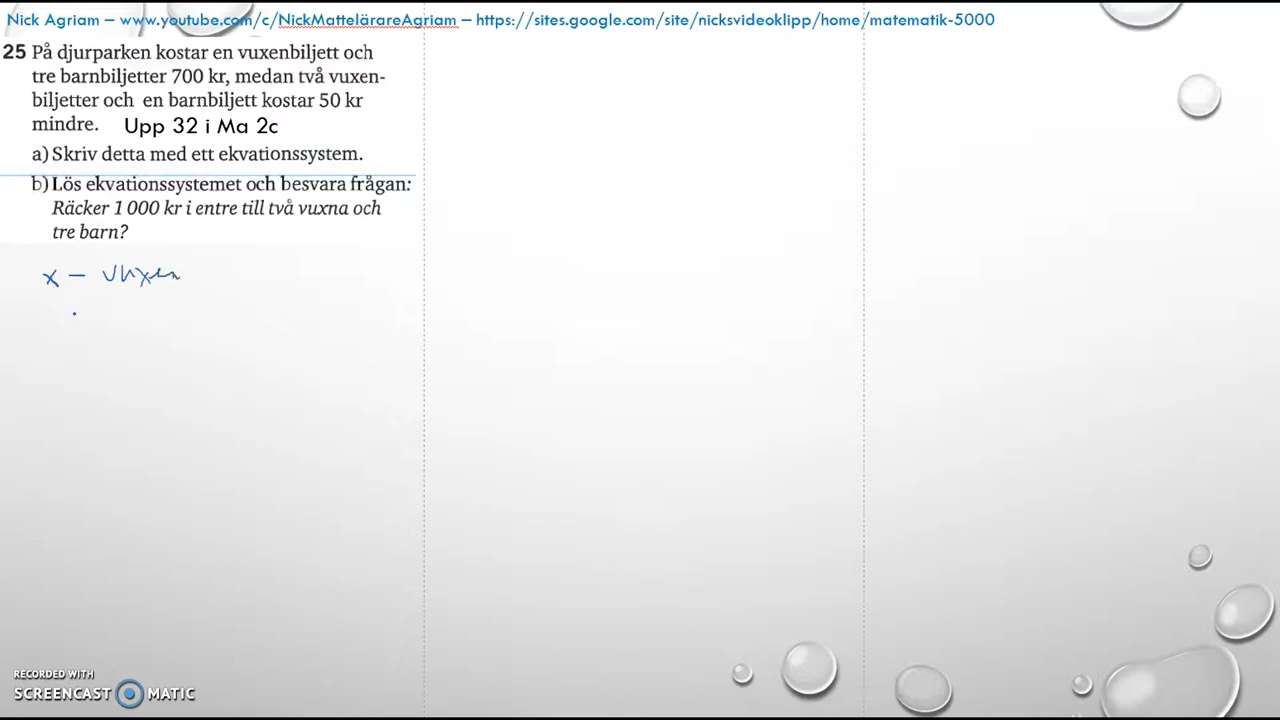 Nick Agriam – www.youtube.com/c/NickMattelärareAgriam – https://sites.google.com/site/nicksvideoklipp/home/matematik-5000
25 På djurparken kostar en vuxenbiljett och
tre barnbiljetter 700 kr, medan två vuxen-
biljetter och en barnbiljett kostar 50 kr
mindre. Upp 32 i Ma 2c
a) Skriv detta med ett ekvationssystem.
b) Lös ekvationssystemet och besvara frågan:
Räcker 1 000 kr i entre till två vuxna och
tre barn?
x – vuxen
RECORDED WITH
SCREENCAST MATIC